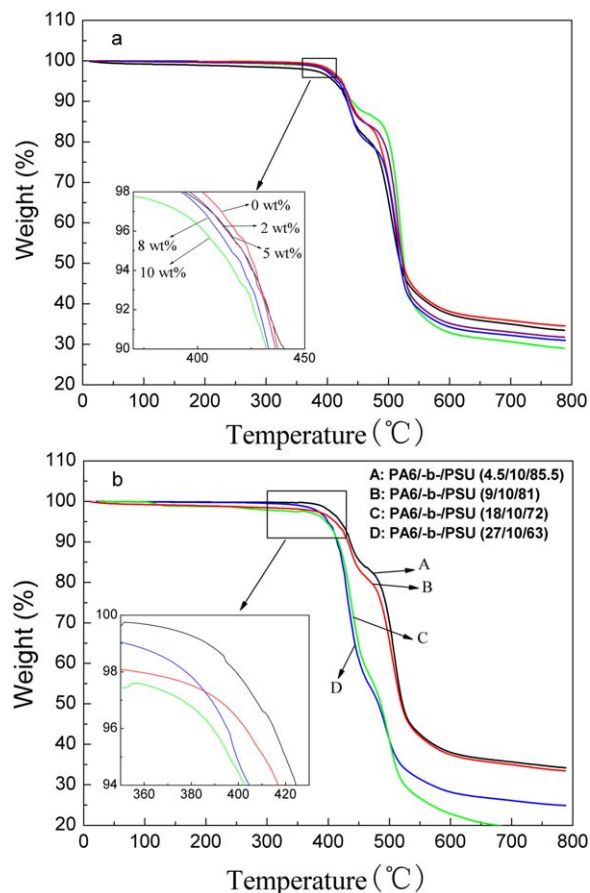 a
100
90
80
70
60
50
40
30
20
Weight (%)
98
96
94
92
90
0 wt%
2 wt%
8 wt%
5 wt%
10 wt%
400
450
0 100 200 300 400 500 600 700 800
Temperature (℃)
b
A: PA6/-b-/PSU (4.5/10/85.5)
B: PA6/-b-/PSU (9/10/81)
C: PA6/-b-/PSU (18/10/72)
D: PA6/-b-/PSU (27/10/63)
110
100
90
80
70
60
50
40
30
20
Weight (%)
A
B
C
D
100
98
96
94
360 380 400 420
0 100 200 300 400 500 600 700 800
Temperature (℃)